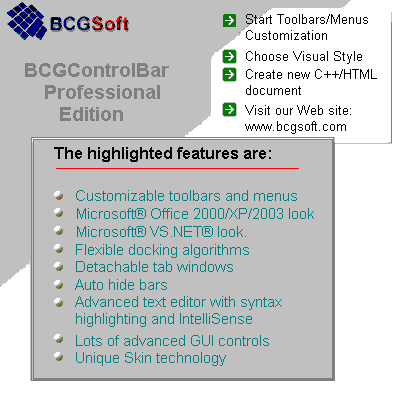 BCGSoft
BCGControlBar
Professional
Edition
Start Toolbars/Menus
Customization
Choose Visual Style
Create new C++/HTML
document
Visit our Web site:
www.bcgsoft.com
The highlighted features are:
Customizable toolbars and menus
Microsoft® Office 2000/XP/2003 look
Microsoft® VS.NET® look.
Flexible docking algorithms
Detachable tab windows
Auto hide bars
Advanced text editor with syntax
highlighting and IntelliSense
Lots of advanced GUI controls
Unique Skin technology